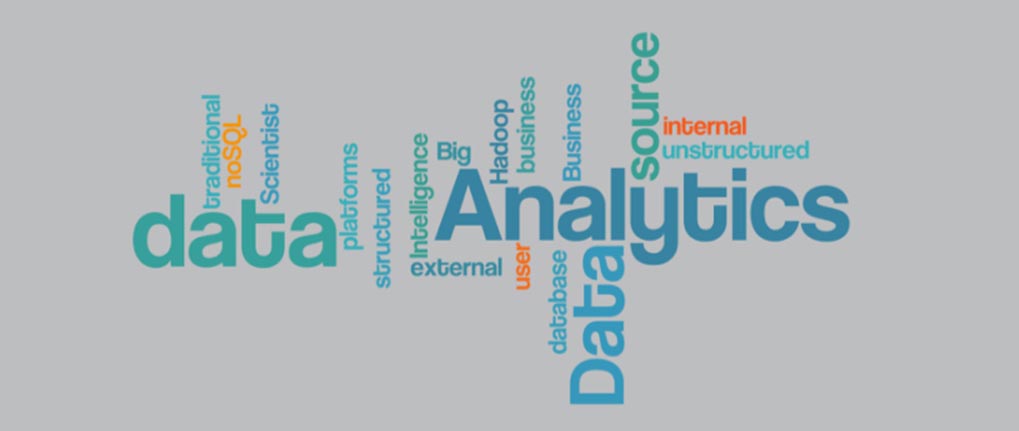 data
traditional
noSQL
Scientist
platforms
structured
Intelligence
Big
external
Hadoop
business
user
Business
Analytics
database
Data
source
internal
unstructured